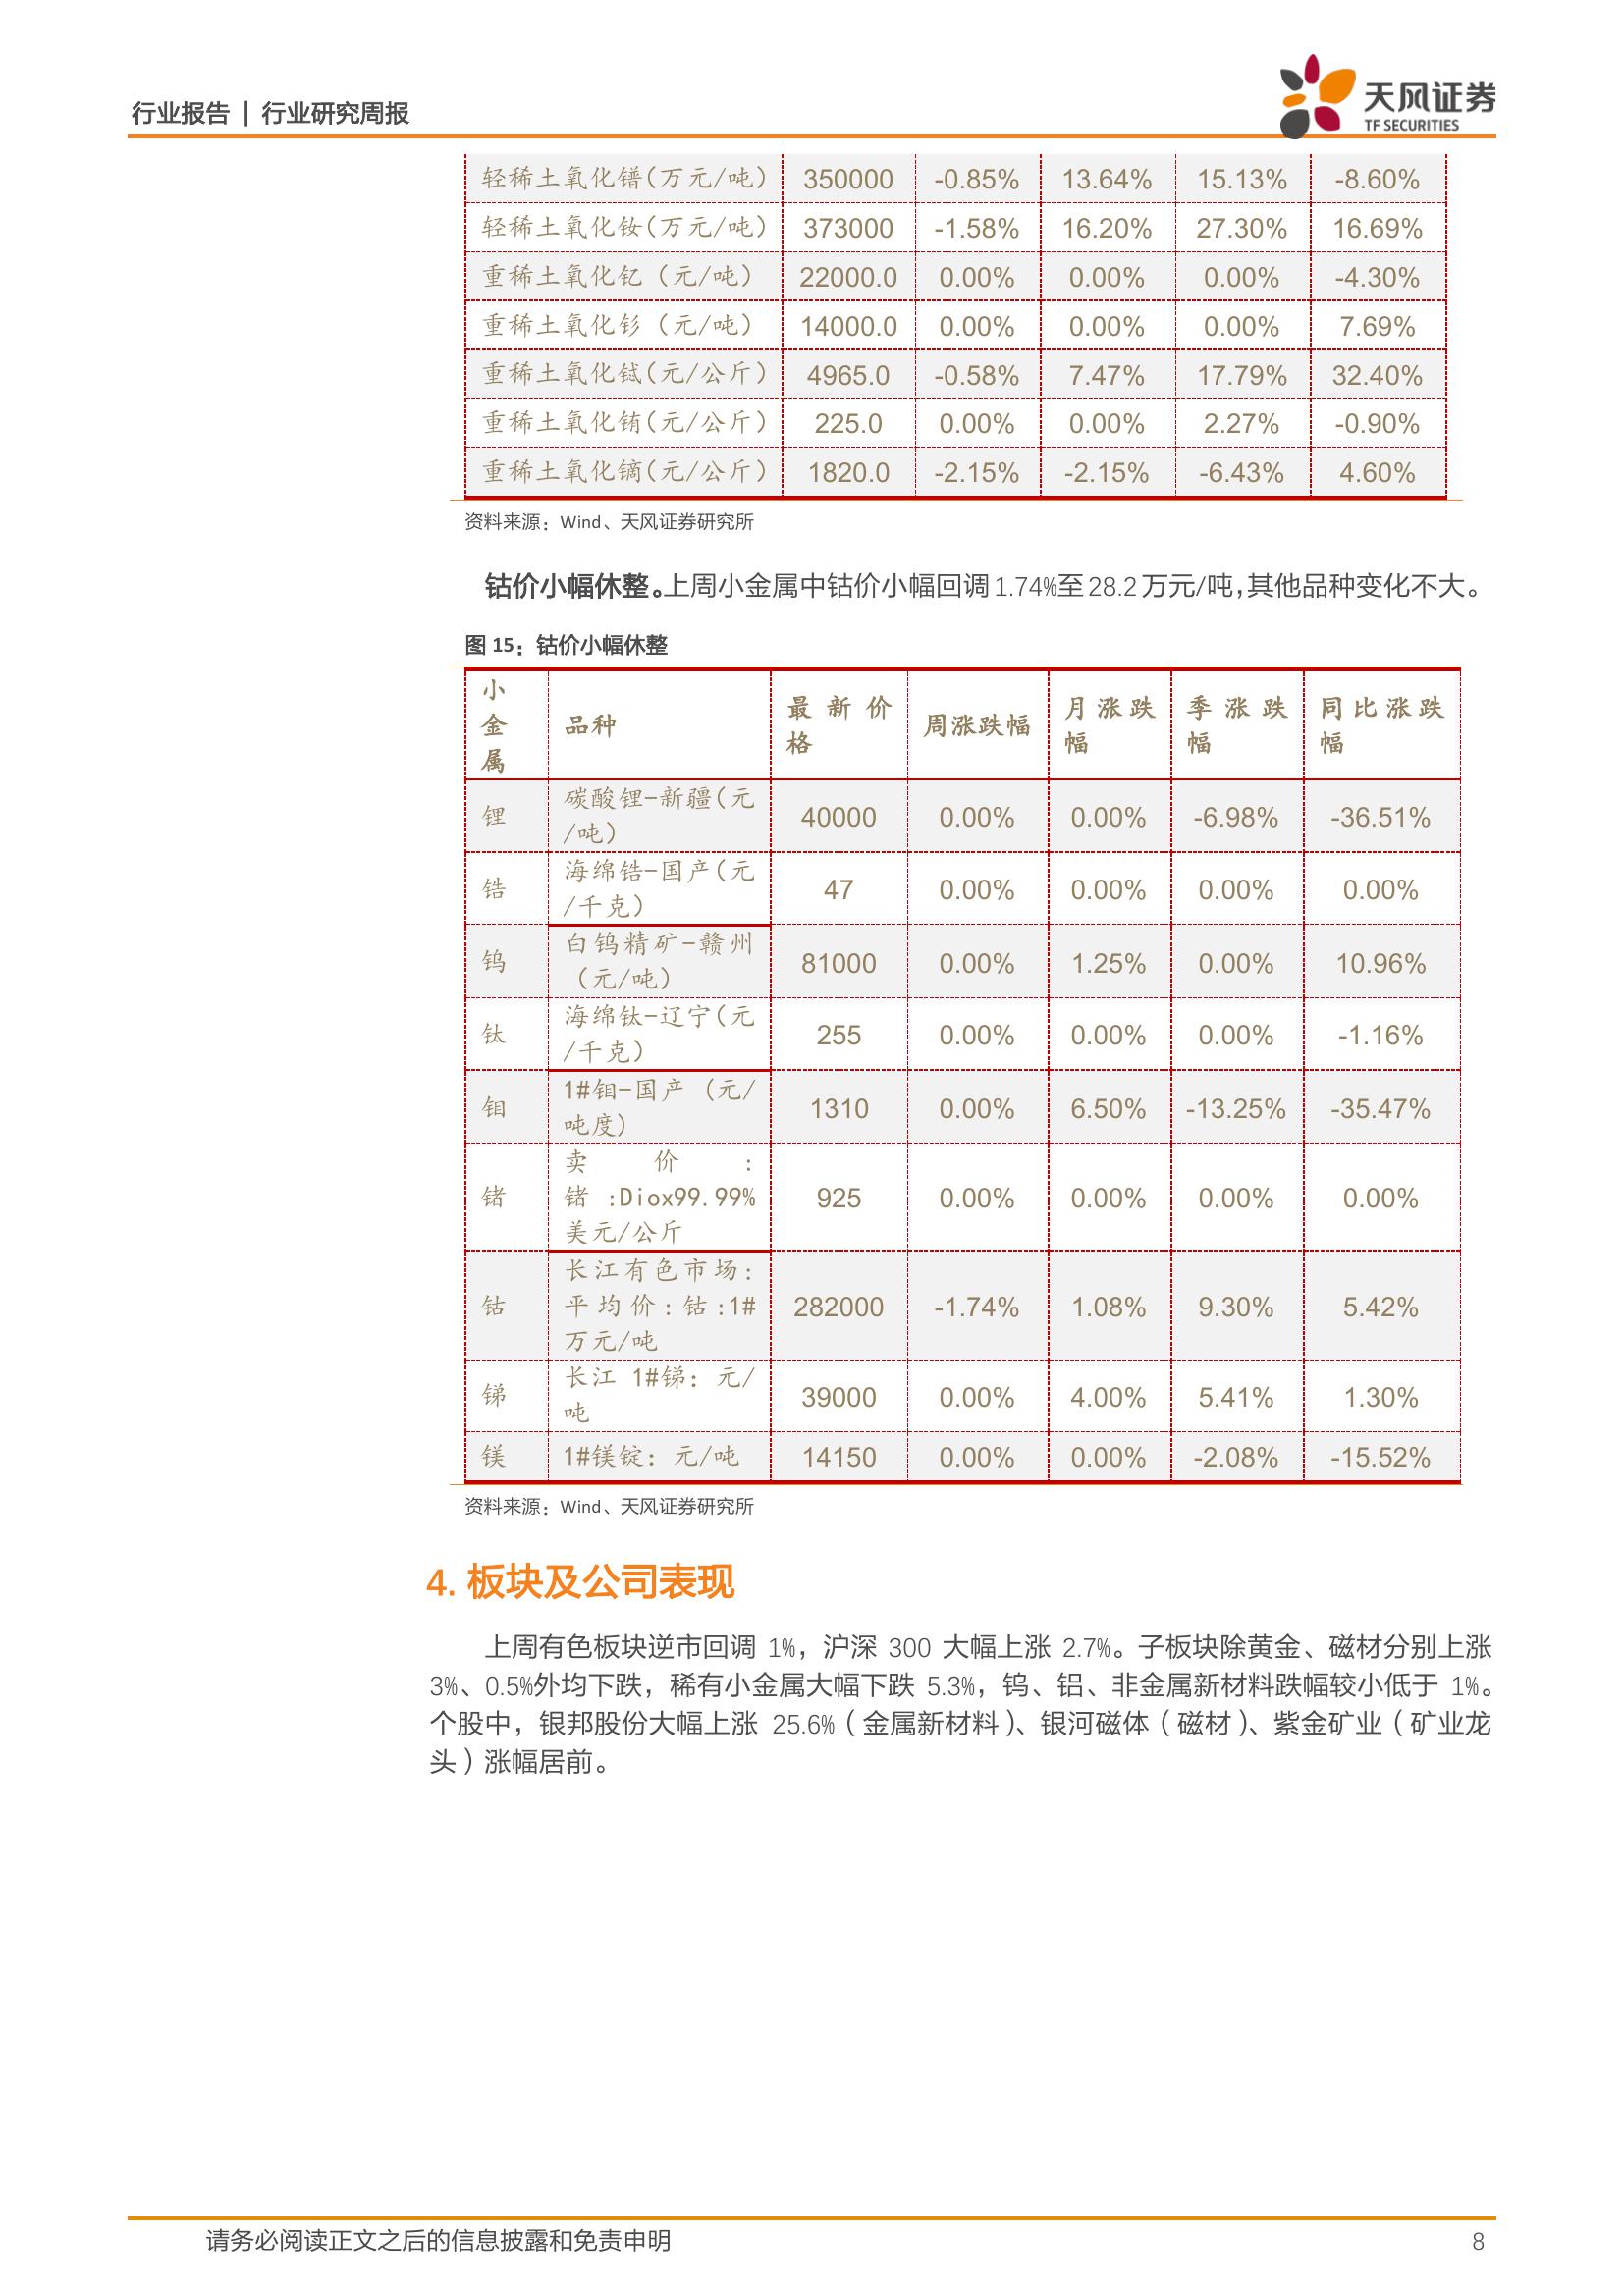 行业报告 | 行业研究周报
天风证券
TF SECURITIES
轻稀土氧化镨(万元/吨) 350000 -0.85% 13.64% 15.13% -8.60%
轻稀土氧化钕(万元/吨) 373000 -1.58% 16.20% 27.30% 16.69%
重稀土氧化钇（元/吨） 22000.0 0.00% 0.00% 0.00% -4.30%
重稀土氧化钐（元/吨） 14000.0 0.00% 0.00% 0.00% 7.69%
重稀土氧化铽(元/公斤) 4965.0 -0.58% 7.47% 17.79% 32.40%
重稀土氧化铕(元/公斤) 225.0 0.00% 0.00% 2.27% -0.90%
重稀土氧化镝(元/公斤) 1820.0 -2.15% -2.15% -6.43% 4.60%
资料来源：Wind、天风证券研究所
钴价小幅休整。上周小金属中钴价小幅回调1.74%至28.2万元/吨，其他品种变化不大。
图 15：钴价小幅休整
小金属 品种 最新价格 周涨跌幅 月涨跌幅 季涨跌幅 同比涨跌幅
锂 碳酸锂-新疆(元/吨) 40000 0.00% 0.00% -6.98% -36.51%
锆 海绵锆-国产(元/千克) 47 0.00% 0.00% 0.00% 0.00%
钨 白钨精矿-赣州（元/吨） 81000 0.00% 1.25% 0.00% 10.96%
钛 海绵钛-辽宁(元/千克) 255 0.00% 0.00% 0.00% -1.16%
钼 1#钼-国产（元/吨度） 1310 0.00% 6.50% -13.25% -35.47%
锗 卖价:锗:Diox99.99%美元/公斤 925 0.00% 0.00% 0.00% 0.00%
钴 长江有色市场:平均价:钴:1#万元/吨 282000 -1.74% 1.08% 9.30% 5.42%
锑 长江 1#锑: 元/吨 39000 0.00% 4.00% 5.41% 1.30%
镁 1#镁锭: 元/吨 14150 0.00% 0.00% -2.08% -15.52%
资料来源：Wind、天风证券研究所
4. 板块及公司表现
上周有色板块逆市回调 1%，沪深 300 大幅上涨 2.7%。子板块除黄金、磁材分别上涨
3%、0.5%外均下跌，稀有小金属大幅下跌 5.3%，钨、铝、非金属新材料跌幅较小低于 1%。
个股中，银邦股份大幅上涨 25.6%（金属新材料）、银河磁体（磁材）、紫金矿业（矿业龙
头）涨幅居前。
请务必阅读正文之后的信息披露和免责申明
8